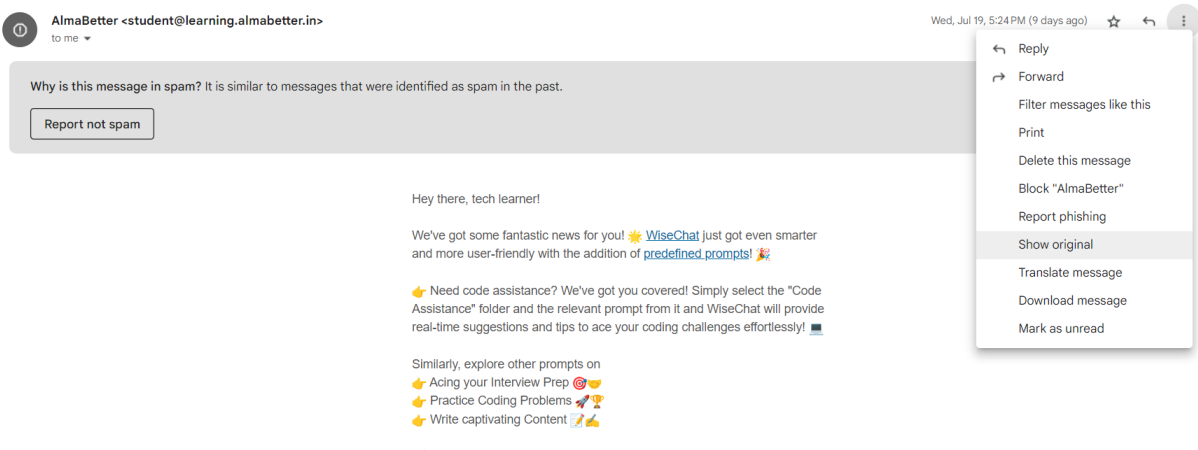 AlmaBetter <student@learning.almabetter.in>
Wed, Jul 19, 5:24 PM (9 days ago)
to me
Why is this message in spam? It is similar to messages that were identified as spam in the past.
Report not spam
Reply
Forward
Filter messages like this
Print
Delete this message
Block "AlmaBetter"
Report phishing
Show original
Translate message
Download message
Mark as unread
Hey there, tech learner!
We've got some fantastic news for you! 🌟 WiseChat just got even smarter
and more user-friendly with the addition of predefined prompts! 🎉
👉 Need code assistance? We've got you covered! Simply select the "Code
Assistance" folder and the relevant prompt from it and WiseChat will provide
real-time suggestions and tips to ace your coding challenges effortlessly! 💻
Similarly, explore other prompts on
👉 Acing your Interview Prep 🎯🤝
👉 Practice Coding Problems 🚀🏆
👉 Write captivating Content 📝✍️